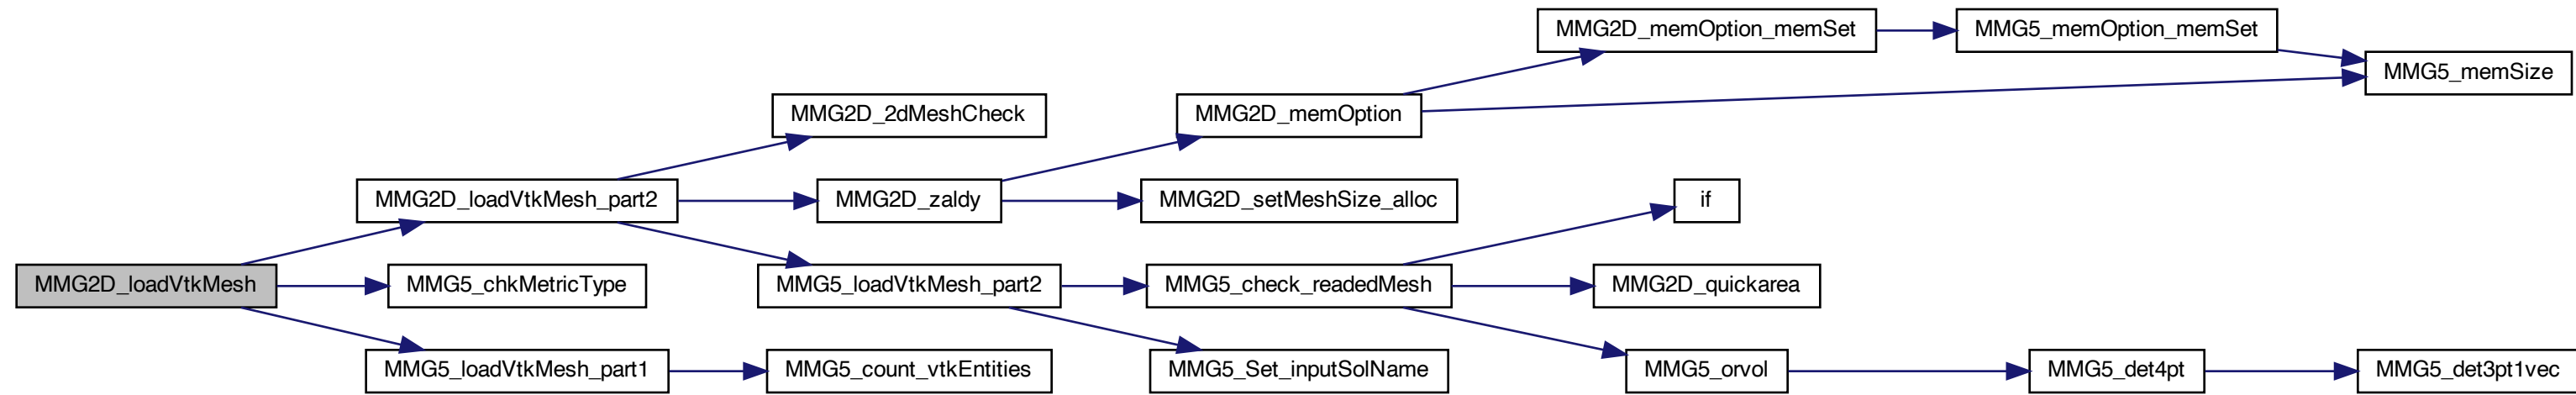 MMG2D_memOption_memSet
MMG5_memOption_memSet
MMG5_memSize
MMG2D_2dMeshCheck
MMG2D_memOption
MMG2D_loadVtkMesh_part2
MMG2D_zaldy
MMG2D_setMeshSize_alloc
if
MMG2D_loadVtkMesh
MMG5_chkMetricType
MMG5_loadVtkMesh_part2
MMG5_check_readedMesh
MMG2D_quickarea
MMG5_loadVtkMesh_part1
MMG5_count_vtkEntities
MMG5_Set_inputSolName
MMG5_orvol
MMG5_det4pt
MMG5_det3pt1vec